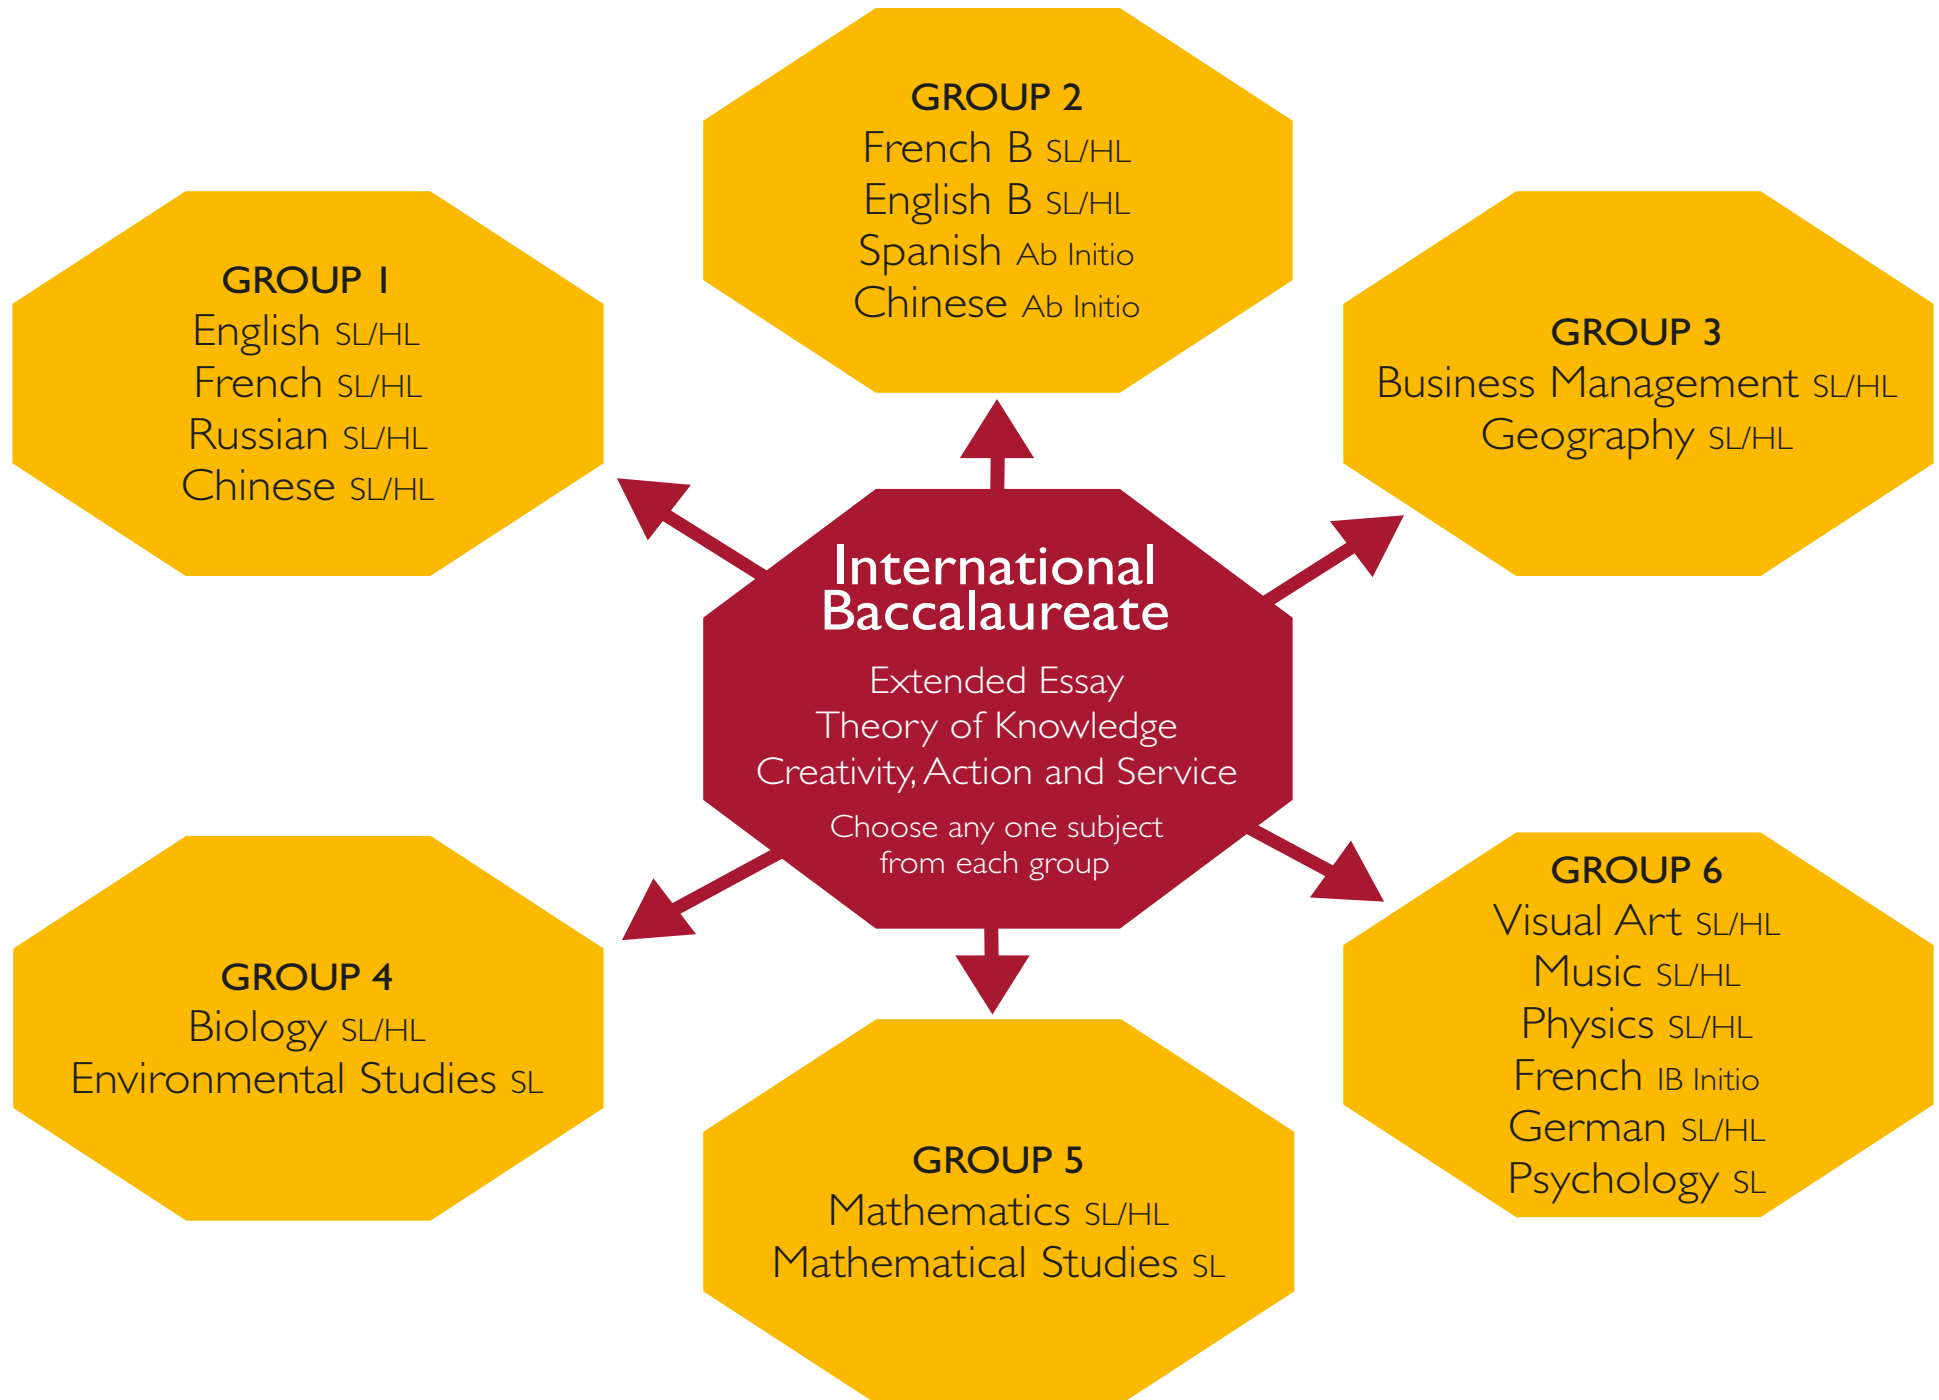 GROUP 1
English SL/HL
French SL/HL
Russian SL/HL
Chinese SL/HL
GROUP 2
French B SL/HL
English B SL/HL
Spanish Ab Initio
Chinese Ab Initio
GROUP 3
Business Management SL/HL
Geography SL/HL
International
Baccalaureate
Extended Essay
Theory of Knowledge
Creativity, Action and Service
Choose any one subject
from each group
GROUP 4
Biology SL/HL
Environmental Studies SL
GROUP 5
Mathematics SL/HL
Mathematical Studies SL
GROUP 6
Visual Art SL/HL
Music SL/HL
Physics SL/HL
French IB Initio
German SL/HL
Psychology SL